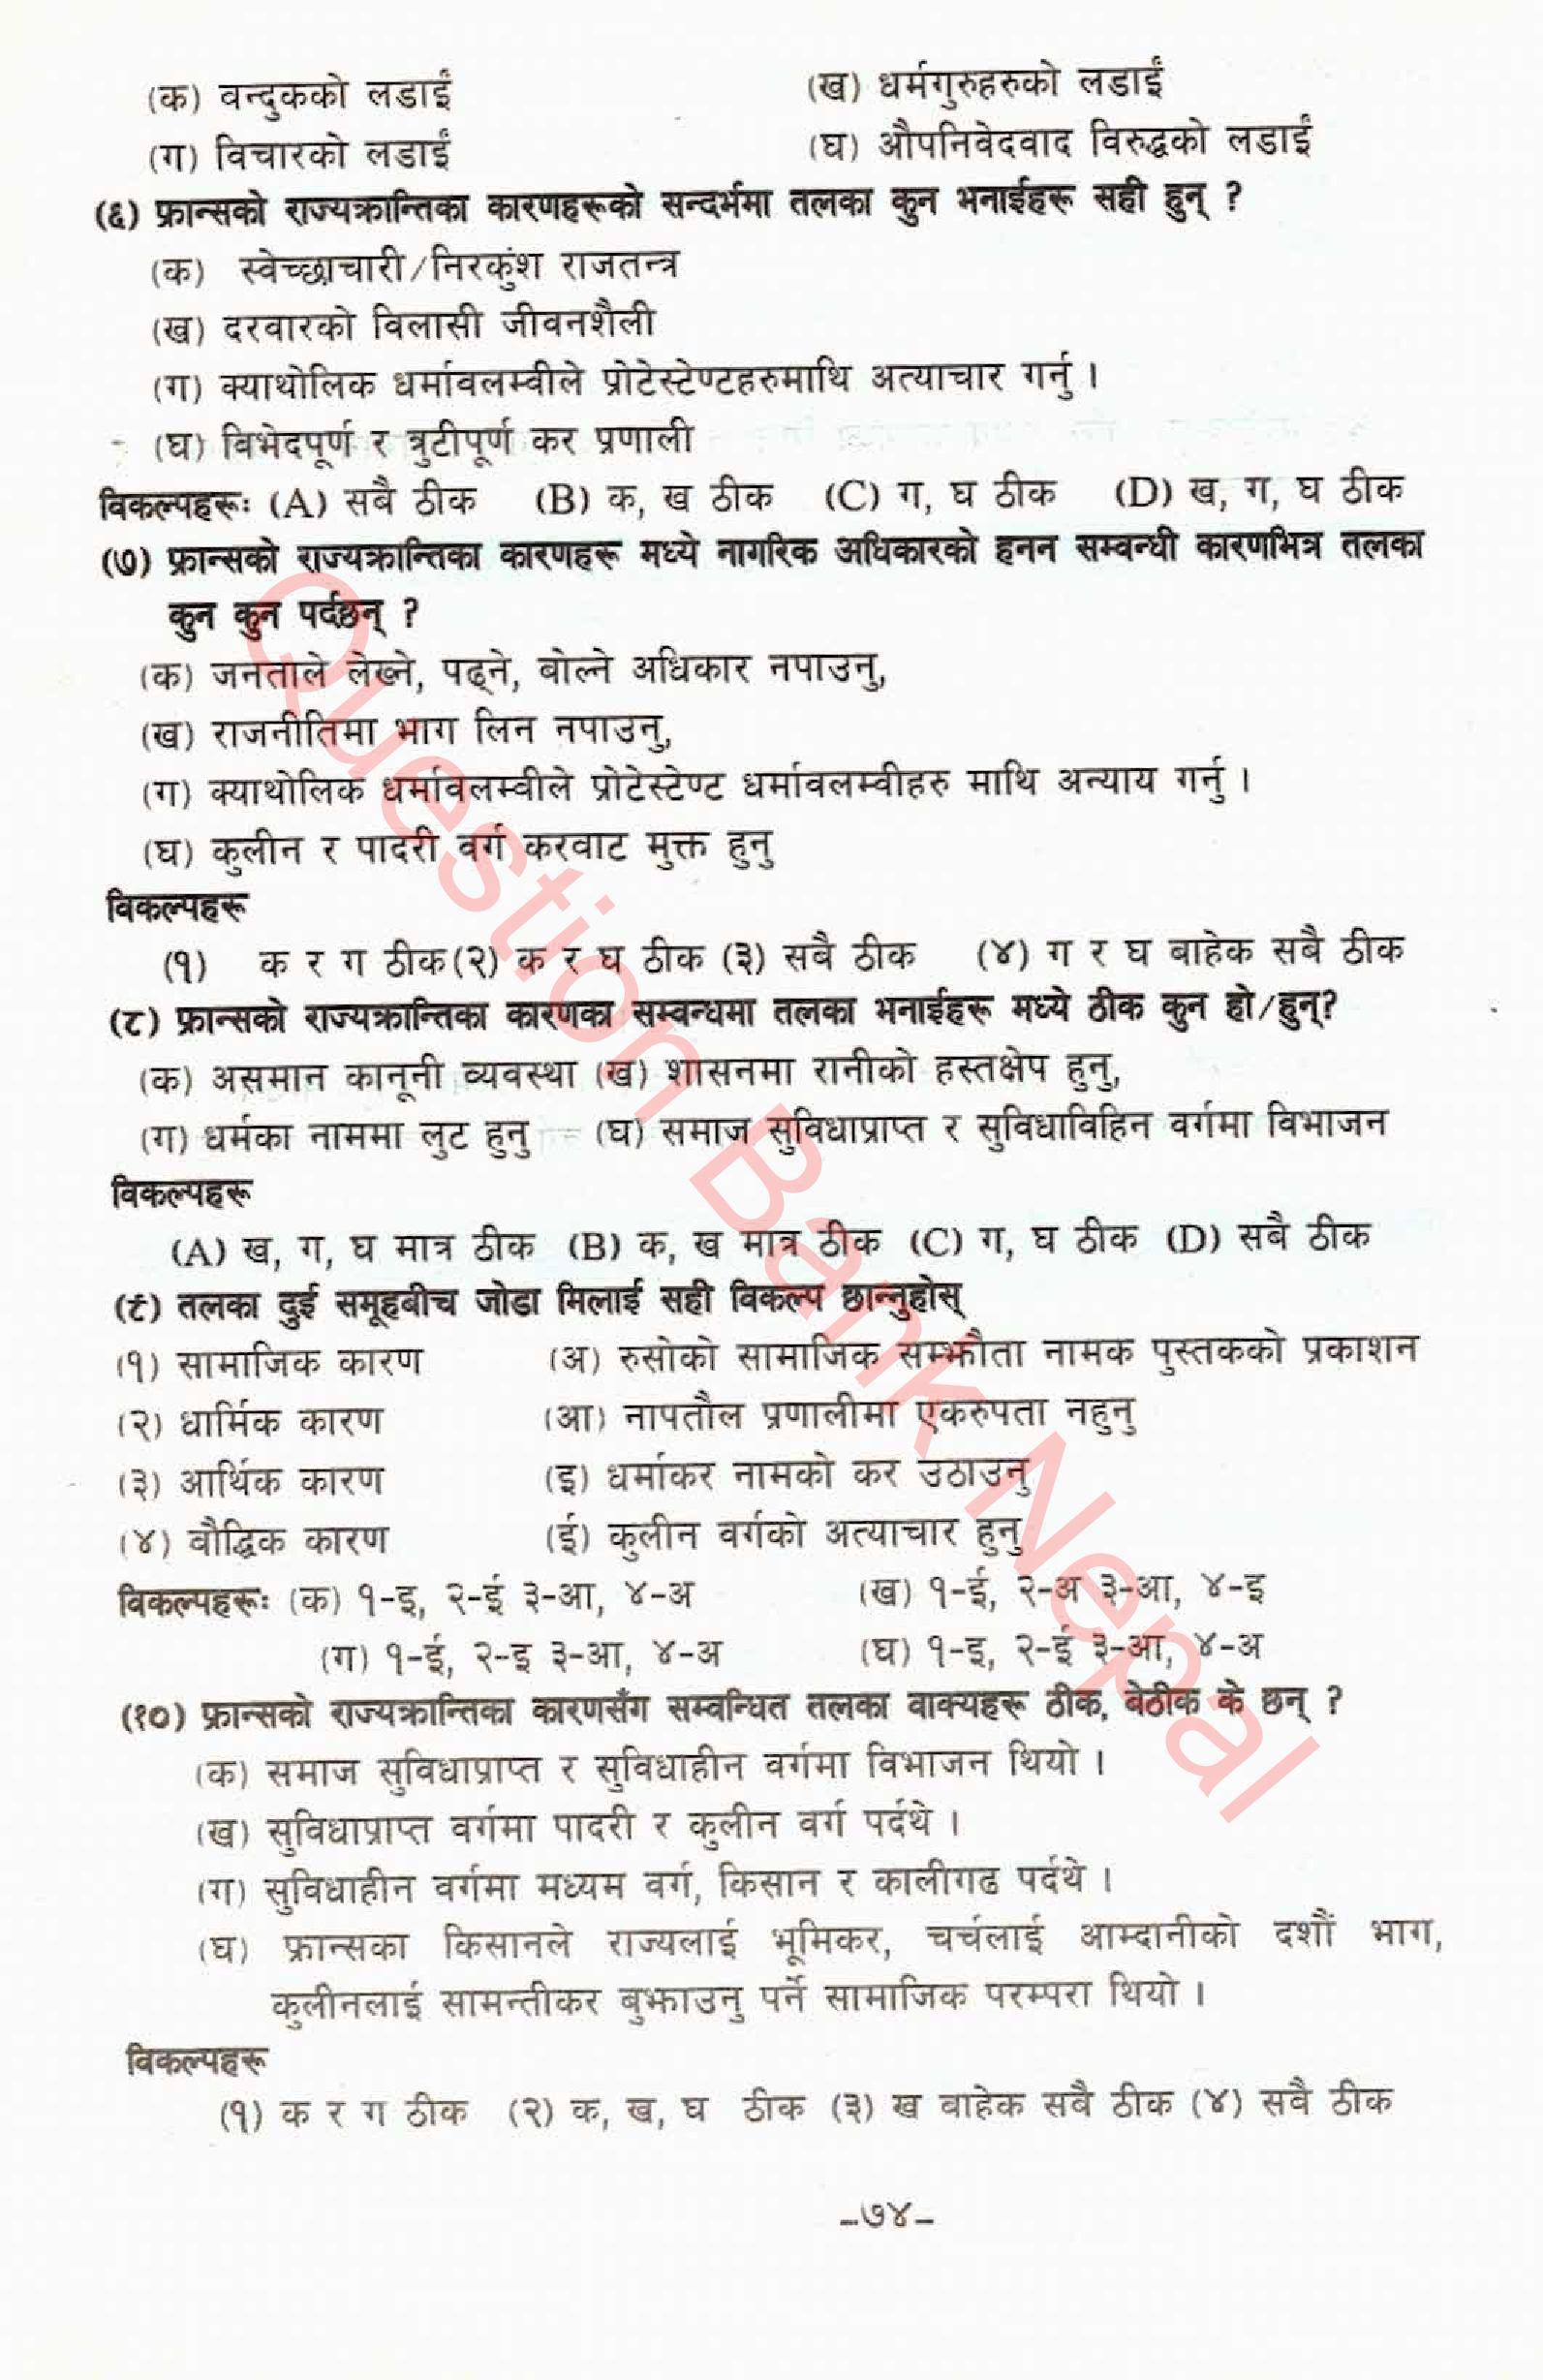 (क) वन्दुकको लडाईं (ख) धर्मगुरुहरुको लडाईं
(ग) विचारको लडाईं (घ) औपनिवेदवाद विरुद्धको लडाईं
(६) फ्रान्सको राज्यक्रान्तिका कारणहरूको सन्दर्भमा तलका कुन भनाईहरू सही हुन् ?
(क) स्वेच्छाचारी/निरकुंश राजतन्त्र
(ख) दरवारको विलासी जीवनशैली
(ग) क्याथोलिक धर्मावलम्वीले प्रोटेस्टेण्टहरुमाथि अत्याचार गर्नु ।
(घ) विभेदपूर्ण र त्रुटीपूर्ण कर प्रणाली
विकल्पहरूः (A) सबै ठीक (B) क, ख ठीक (C) ग, घ ठीक (D) ख, ग, घ ठीक
(७) फ्रान्सको राज्यक्रान्तिका कारणहरू मध्ये नागरिक अधिकारको हनन सम्वन्धी कारणभित्र तलका
कुन कुन पर्दछन् ?
(क) जनताले लेख्ने, पढ्ने, बोल्ने अधिकार नपाउनु,
(ख) राजनीतिमा भाग लिन नपाउनु,
(ग) क्याथोलिक धर्मावलम्वीले प्रोटेस्टेण्ट धर्मावलम्वीहरु माथि अन्याय गर्नु ।
(घ) कुलीन र पादरी वर्ग करवाट मुक्त हुनु
विकल्पहरू
(१) क र ग ठीक (२) क र घ ठीक (३) सबै ठीक (४) ग र घ बाहेक सबै ठीक
(८) फ्रान्सको राज्यक्रान्तिका कारणका सम्वन्धमा तलका भनाईहरू मध्ये ठीक कुन हो/हुन्?
(क) असमान कानूनी व्यवस्था (ख) शासनमा रानीको हस्तक्षेप हुनु,
(ग) धर्मका नाममा लुट हुनु (घ) समाज सुविधाप्राप्त र सुविधाविहिन वर्गमा विभाजन
विकल्पहरू
(A) ख, ग, घ मात्र ठीक (B) क, ख मात्र ठीक (C) ग, घ ठीक (D) सबै ठीक
(९) तलका दुई समूहबीच जोडा मिलाई सही विकल्प छान्नुहोस्
(१) सामाजिक कारण (अ) रुसोको सामाजिक सम्झौता नामक पुस्तकको प्रकाशन
(२) धार्मिक कारण (आ) नापतौल प्रणालीमा एकरुपता नहुनु
(३) आर्थिक कारण (इ) धर्माकर नामको कर उठाउनु
(४) वौद्धिक कारण (ई) कुलीन वर्गको अत्याचार हुनु
विकल्पहरूः (क) १-इ, २-ई ३-आ, ४-अ (ख) १-ई, २-अ ३-आ, ४-इ
(ग) १-ई, २-इ ३-आ, ४-अ (घ) १-इ, २-ई ३-आ, ४-अ
(१०) फ्रान्सको राज्यक्रान्तिका कारणसँग सम्वन्धित तलका वाक्यहरू ठीक, बेठीक के छन् ?
(क) समाज सुविधाप्राप्त र सुविधाहीन वर्गमा विभाजन थियो ।
(ख) सुविधाप्राप्त वर्गमा पादरी र कुलीन वर्ग पर्दथे ।
(ग) सुविधाहीन वर्गमा मध्यम वर्ग, किसान र कालीगढ पर्दथे ।
(घ) फ्रान्सका किसानले राज्यलाई भूमिकर, चर्चलाई आम्दानीको दशौं भाग,
कुलीनलाई सामन्तीकर बुझाउनु पर्ने सामाजिक परम्परा थियो ।
विकल्पहरू
(१) क र ग ठीक (२) क, ख, घ ठीक (३) ख बाहेक सबै ठीक (४) सवै ठीक
-७४-
Question Bank Nepal